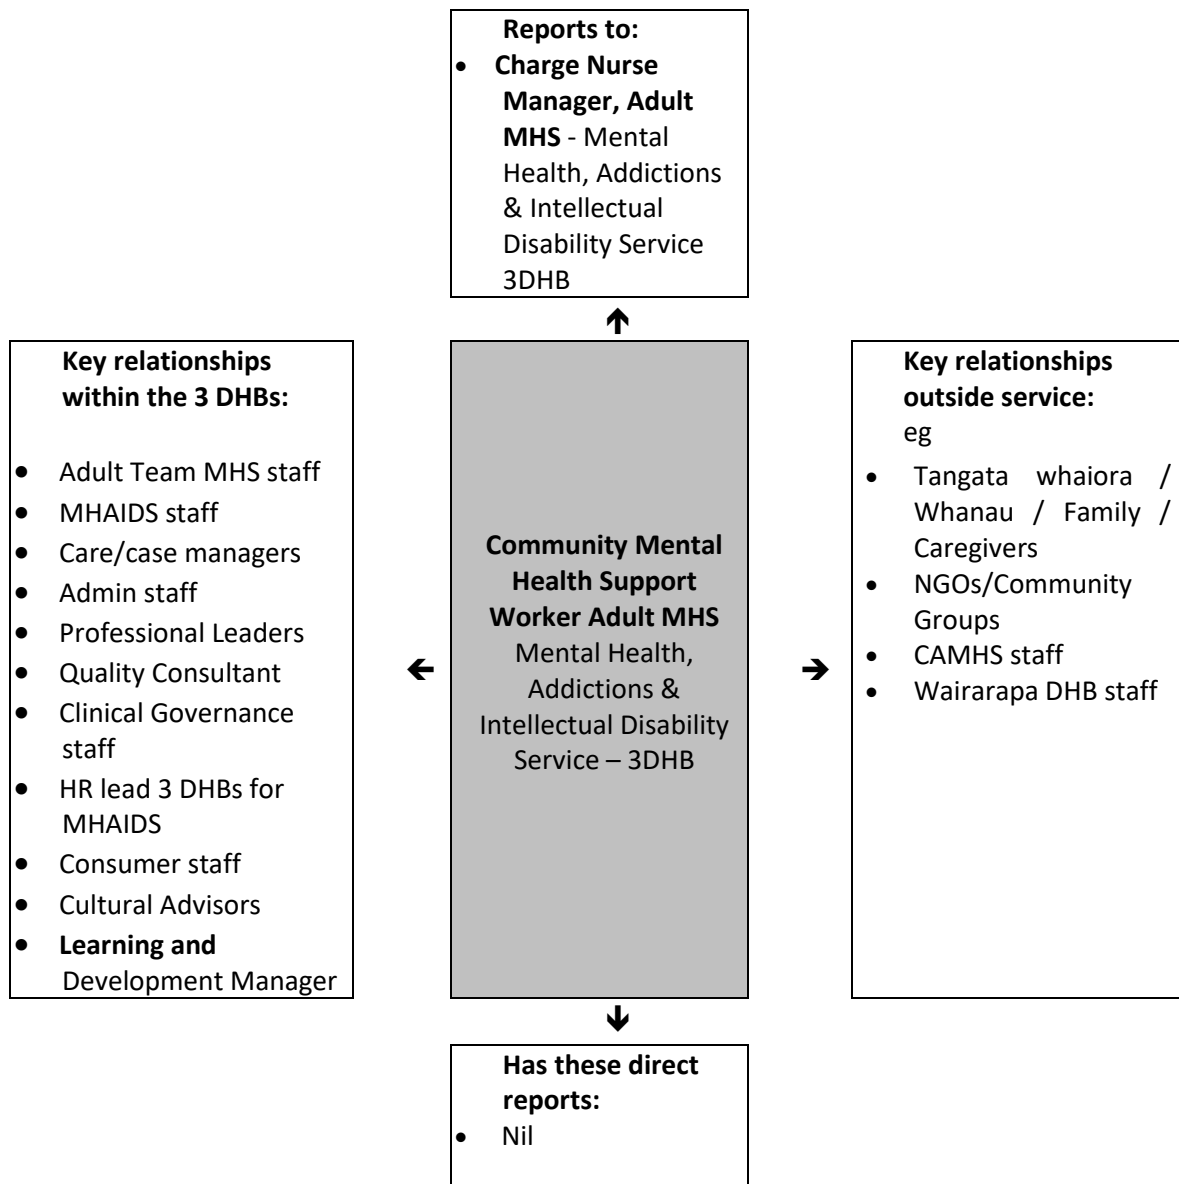 Reports to:
• Charge Nurse
Manager, Adult
MHS - Mental
Health, Addictions
& Intellectual
Disability Service
3DHB
Key relationships
within the 3 DHBs:
• Adult Team MHS staff
• MHAIDS staff
• Care/case managers
• Admin staff
• Professional Leaders
• Quality Consultant
• Clinical Governance
staff
• HR lead 3 DHBs for
MHAIDS
• Consumer staff
• Cultural Advisors
• Learning and
Development Manager
Community Mental
Health Support
Worker Adult MHS
Mental Health,
Addictions &
Intellectual Disability
Service – 3DHB
Key relationships
outside service:
eg
• Tangata whaiora /
Whanau / Family /
Caregivers
• NGOs/Community
Groups
• CAMHS staff
• Wairarapa DHB staff
Has these direct
reports:
• Nil